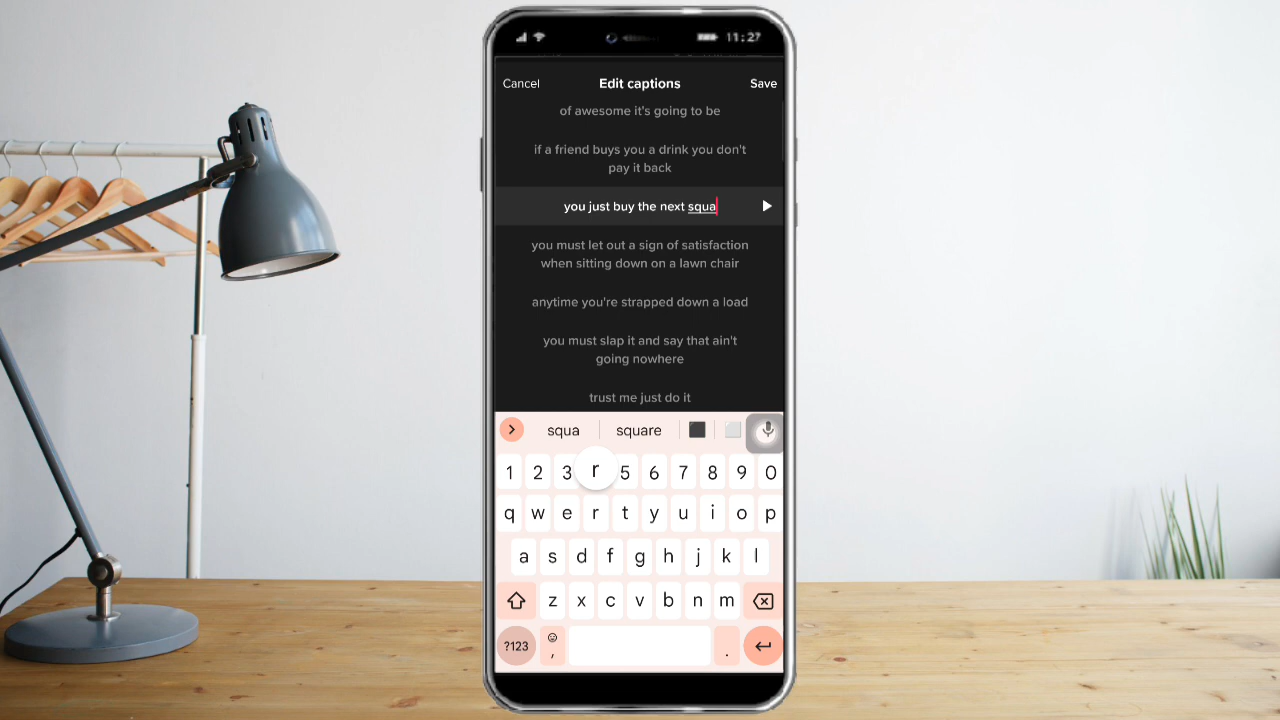 11:27
Cancel Edit captions Save
of awesome it's going to be
if a friend buys you a drink you don't
pay it back
you just buy the next squa
you must let out a sign of satisfaction
when sitting down on a lawn chair
anytime you're strapped down a load
you must slap it and say that ain't
going nowhere
trust me just do it
squa square
1 2 3 r 5 6 7 8 9 0
q w e r t y u i o p
a s d f g h j k l
z x c v b n m
?123 , .